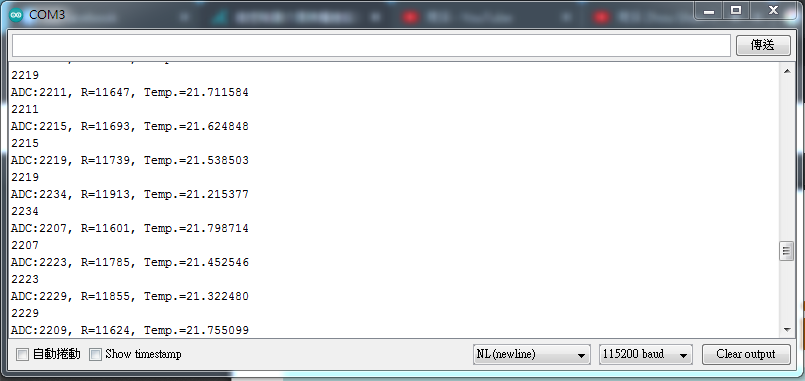 COM3
傳送
2219
ADC:2211, R=11647, Temp.=21.711584
2211
ADC:2215, R=11693, Temp.=21.624848
2215
ADC:2219, R=11739, Temp.=21.538503
2219
ADC:2234, R=11913, Temp.=21.215377
2234
ADC:2207, R=11601, Temp.=21.798714
2207
ADC:2223, R=11785, Temp.=21.452546
2223
ADC:2229, R=11855, Temp.=21.322480
2229
ADC:2209, R=11624, Temp.=21.755099
自動捲動 Show timestamp NL(newline) 115200 baud Clear output